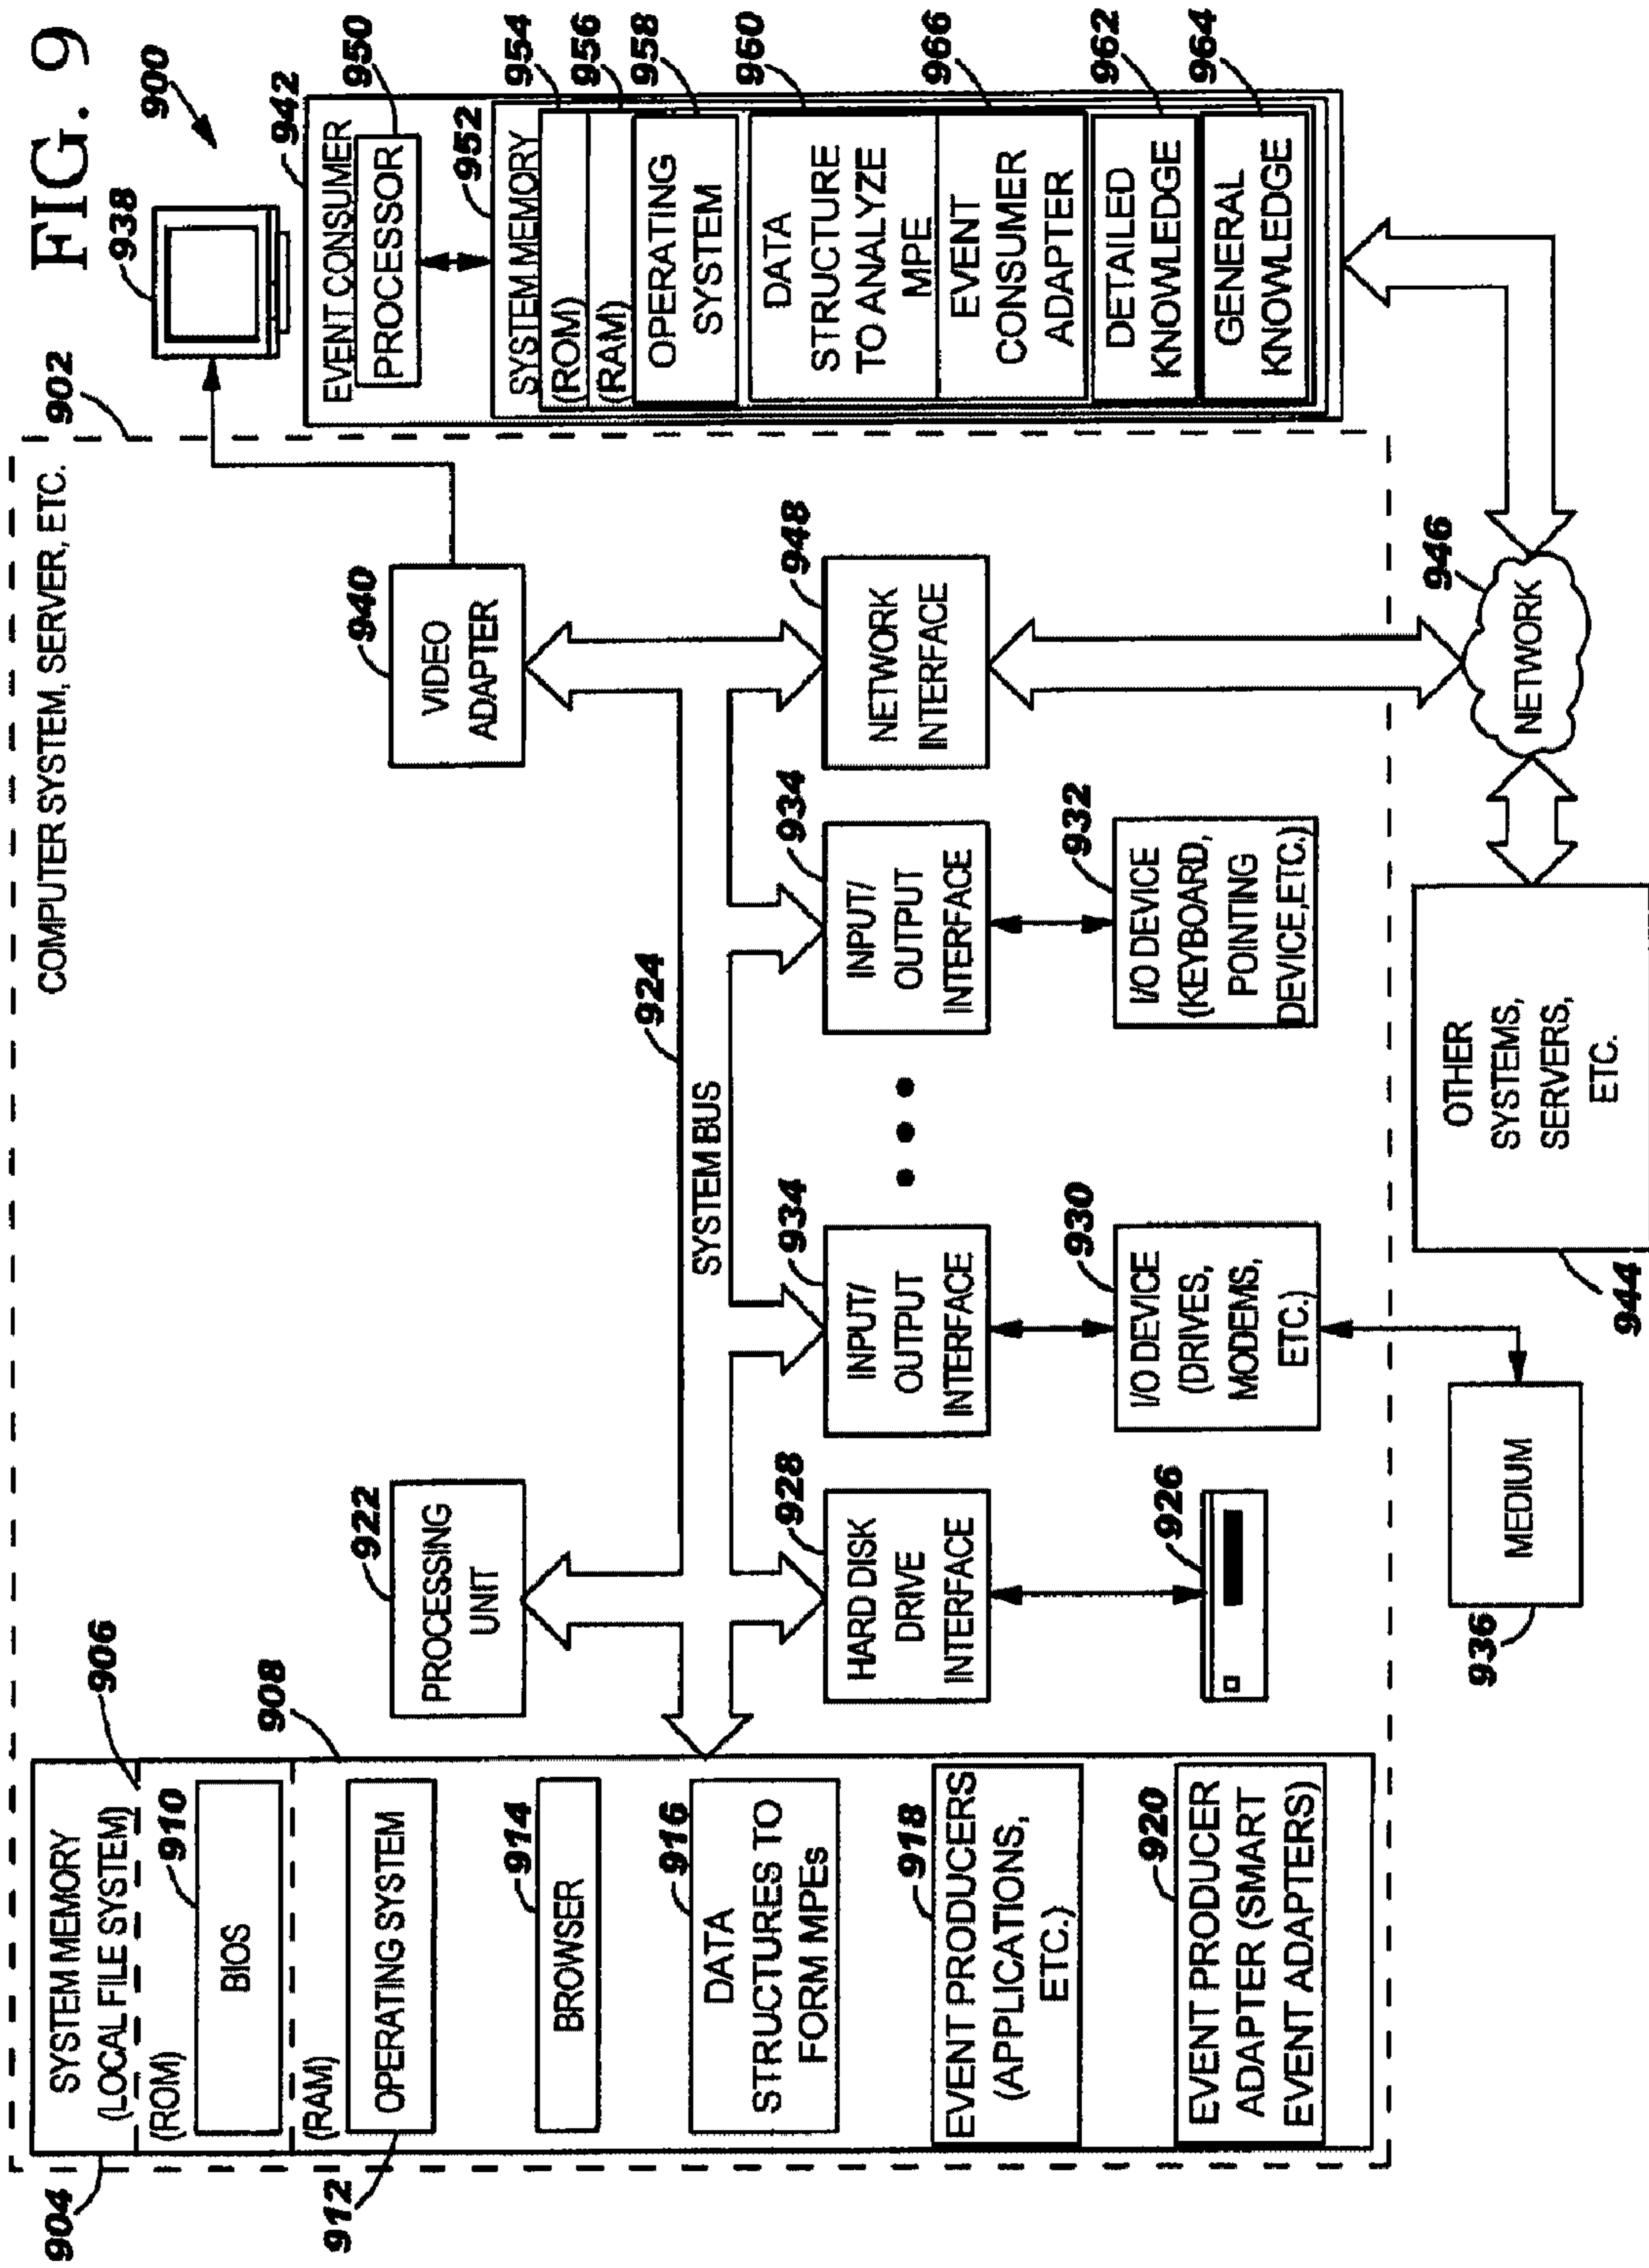 FIG. 9
900
902
COMPUTER SYSTEM, SERVER, ETC.
904
SYSTEM MEMORY
(LOCAL FILE SYSTEM)
906
(ROM)
910
BIOS
908
(RAM)
912
OPERATING SYSTEM
914
BROWSER
916
DATA
STRUCTURES TO
FORM MPEs
918
EVENT PRODUCERS
(APPLICATIONS,
ETC.)
920
EVENT PRODUCER
ADAPTER (SMART
EVENT ADAPTERS)
922
PROCESSING
UNIT
924
SYSTEM BUS
940
VIDEO
ADAPTER
938
928
HARD DISK
DRIVE
INTERFACE
926
934
INPUT/
OUTPUT
INTERFACE
930
I/O DEVICE
(DRIVES,
MODEMS,
ETC.)
934
INPUT/
OUTPUT
INTERFACE
932
I/O DEVICE
(KEYBOARD,
POINTING
DEVICE,ETC.)
948
NETWORK
INTERFACE
936
MEDIUM
944
OTHER
SYSTEMS,
SERVERS,
ETC.
946
NETWORK
942
EVENT CONSUMER
950
PROCESSOR
952
SYSTEM MEMORY
954
(ROM)
956
(RAM)
958
OPERATING
SYSTEM
960
DATA
STRUCTURE
TO ANALYZE
MPE
966
EVENT
CONSUMER
ADAPTER
962
DETAILED
KNOWLEDGE
964
GENERAL
KNOWLEDGE